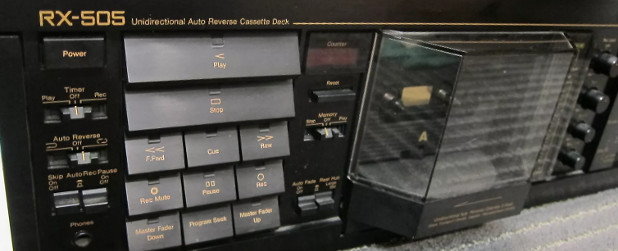 RX-505 Unidirectional Auto Reverse Cassette Deck
Power
Counter
Play
Timer
Play Off Rec
Reset
Stop
Memory
Stop Off Play
Auto Reverse
Off
F.Fwd Cue Rew
A
Skip Auto Rec Pause
On On
Off Off
Rec Mute Pause Rec
Auto Fade
Phones
Master Fader Down Program Seek Master Fader Up